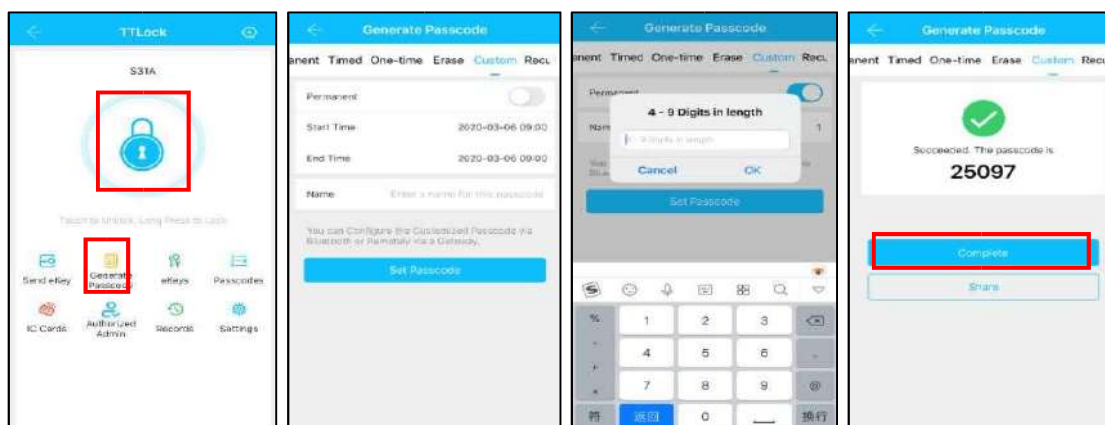 TTLock
S31A
Touch to Unlock, Long Press to Lock
Send eKey
Generate Passcode
eKeys
Passcodes
IC Cards
Authorized Admin
Records
Settings
Generate Passcode
anent Timed One-time Erase Custom Recu
Permanent
Start Time 2020-03-06 09:00
End Time 2020-03-06 09:00
Name Enter a name for this passcode
You can Configure the Customized Passcode via
Bluetooth or Remotely via a Gateway.
Set Passcode
Generate Passcode
anent Timed One-time Erase Custom Recu
4 - 9 Digits in length
4 - 9 Digits in length
Cancel OK
Set Passcode
% 1 2 3
- 4 5 6 .
+ 7 8 9 @
符 返回 0 换行
Generate Passcode
anent Timed One-time Erase Custom Recu
Succeeded. The passcode is
25097
Complete
Share